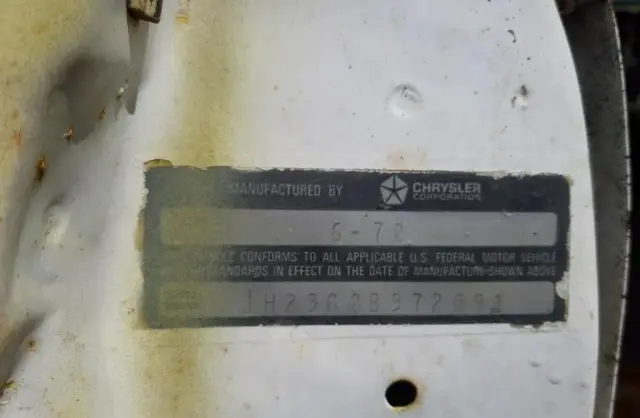 MANUFACTURED BY CHRYSLER CORPORATION
6-70
CONFORMS TO ALL APPLICABLE U.S. FEDERAL MOTOR VEHICLE
STANDARDS IN EFFECT ON THE DATE OF MANUFACTURE SHOWN ABOVE